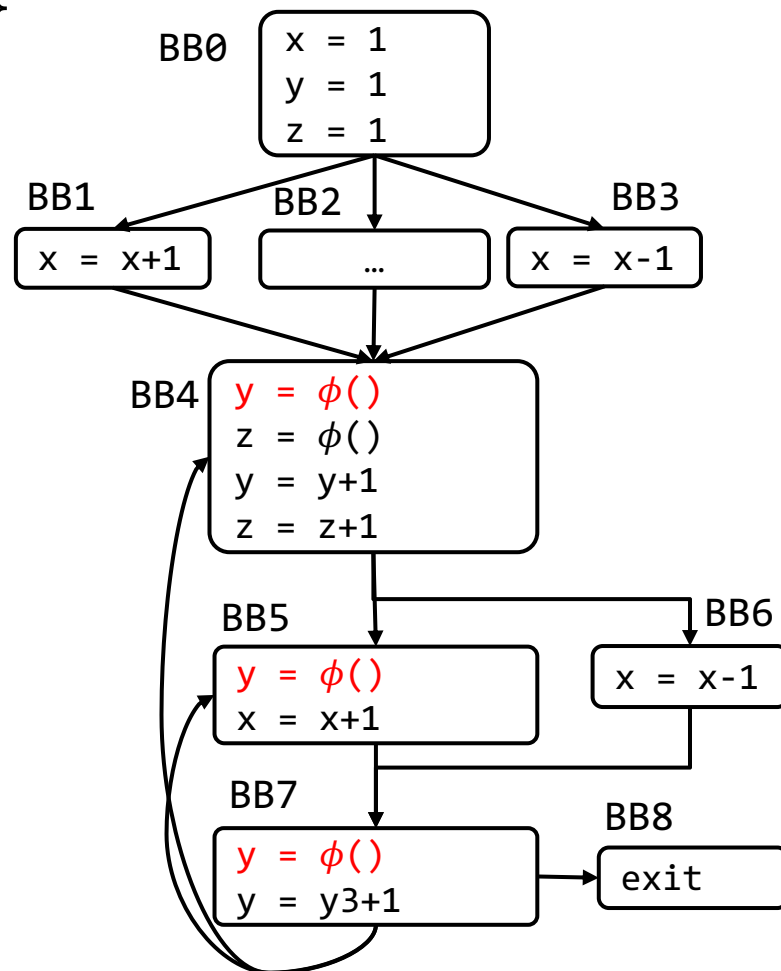 BB0
x = 1
y = 1
z = 1
BB1
BB2
BB3
x = x+1
…
x = x-1
BB4
y = ϕ()
z = ϕ()
y = y+1
z = z+1
BB5
BB6
y = ϕ()
x = x+1
x = x-1
BB7
BB8
y = ϕ()
y = y3+1
exit